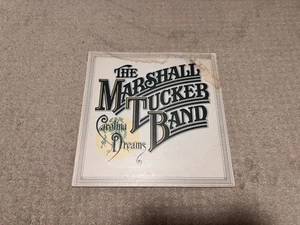 THE
MARSHALL
TUCKER
BAND
Carolina
Dreams